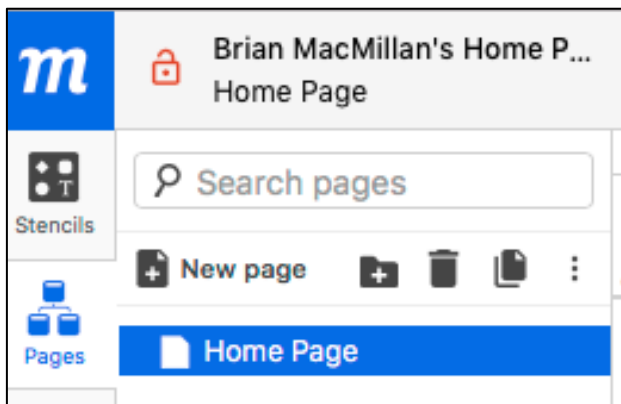 m
Brian MacMillan's Home P...
Home Page
Search pages
Stencils
New page
Pages
Home Page